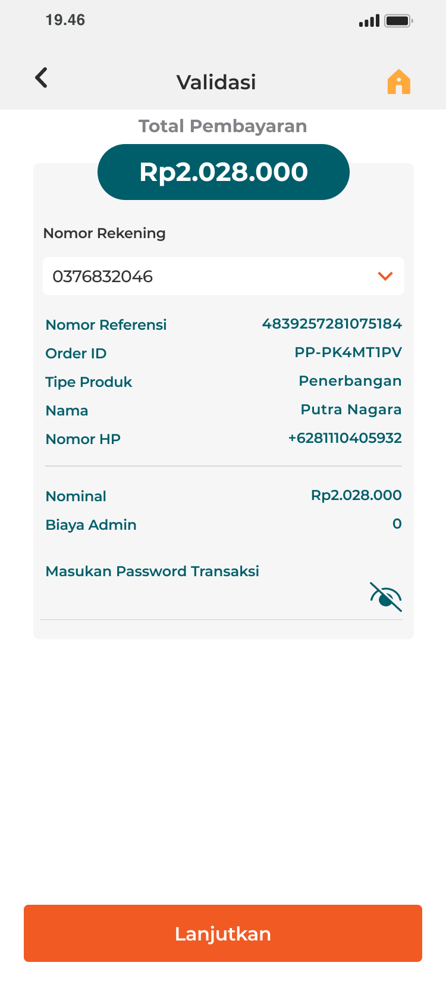 19.46
Validasi
Total Pembayaran
Rp2.028.000
Nomor Rekening
0376832046
Nomor Referensi 4839257281075184
Order ID PP-PK4MT1PV
Tipe Produk Penerbangan
Nama Putra Nagara
Nomor HP +6281110405932
Nominal Rp2.028.000
Biaya Admin 0
Masukan Password Transaksi
Lanjutkan